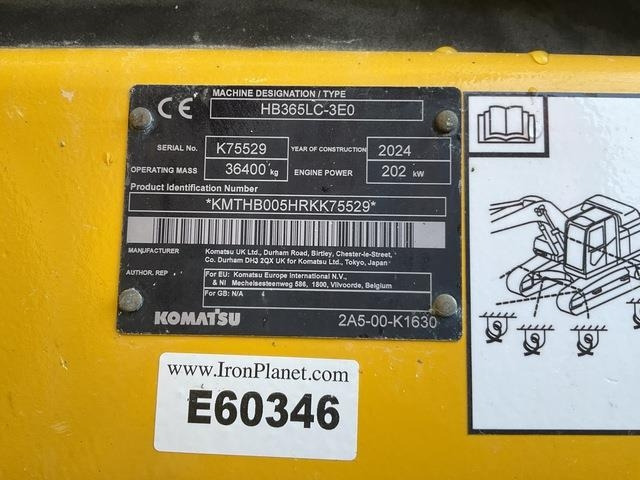 MACHINE DESIGNATION / TYPE
CE
HB365LC-3E0
SERIAL No. K75529 YEAR OF CONSTRUCTION 2024
OPERATING MASS 36400 kg ENGINE POWER 202 kW
Product Identification Number
*KMTHB005HRKK75529*
MANUFACTURER Komatsu UK Ltd., Durham Road, Birtley, Chester-le-Street,
Co. Durham DH3 2QX UK for Komatsu Ltd., Tokyo, Japan
AUTHOR. REP For EU: Komatsu Europe International N.V.,
& NI Mechelsesteenweg 586, 1800, Vilvoorde, Belgium
For GB: N/A
KOMATSU 2A5-00-K1630
www.IronPlanet.com
E60346